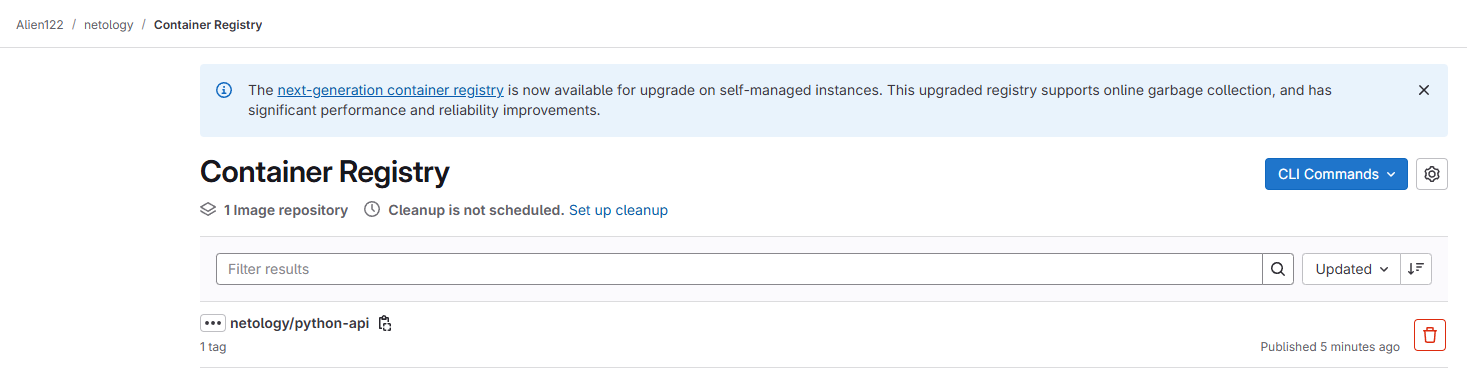 Alien122 / netology / Container Registry
The next-generation container registry is now available for upgrade on self-managed instances. This upgraded registry supports online garbage collection, and has
significant performance and reliability improvements.
Container Registry
CLI Commands
1 Image repository Cleanup is not scheduled. Set up cleanup
Filter results
Updated
netology/python-api
1 tag
Published 5 minutes ago